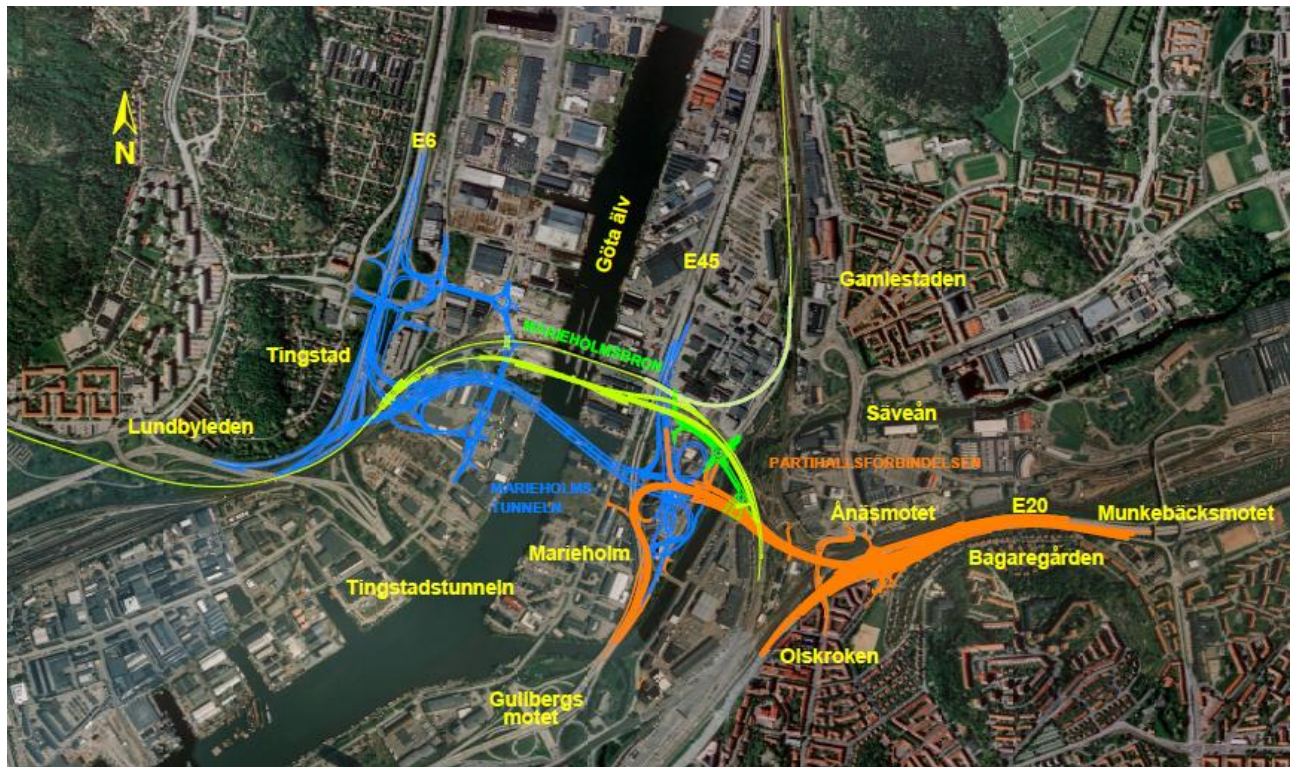 E6
N
Göta älv
E45
Gamlestaden
MARIEHOLMSBRON
Tingstad
Säveån
Lundbyleden
PARTIHALLSFÖRBINDELSEN
MARIEHOLMS-
TUNNELN
E20
Ånäsmotet
Munkebäcksmotet
Marieholm
Bagaregården
Tingstadstunneln
Olskroken
Gullbergs
motet